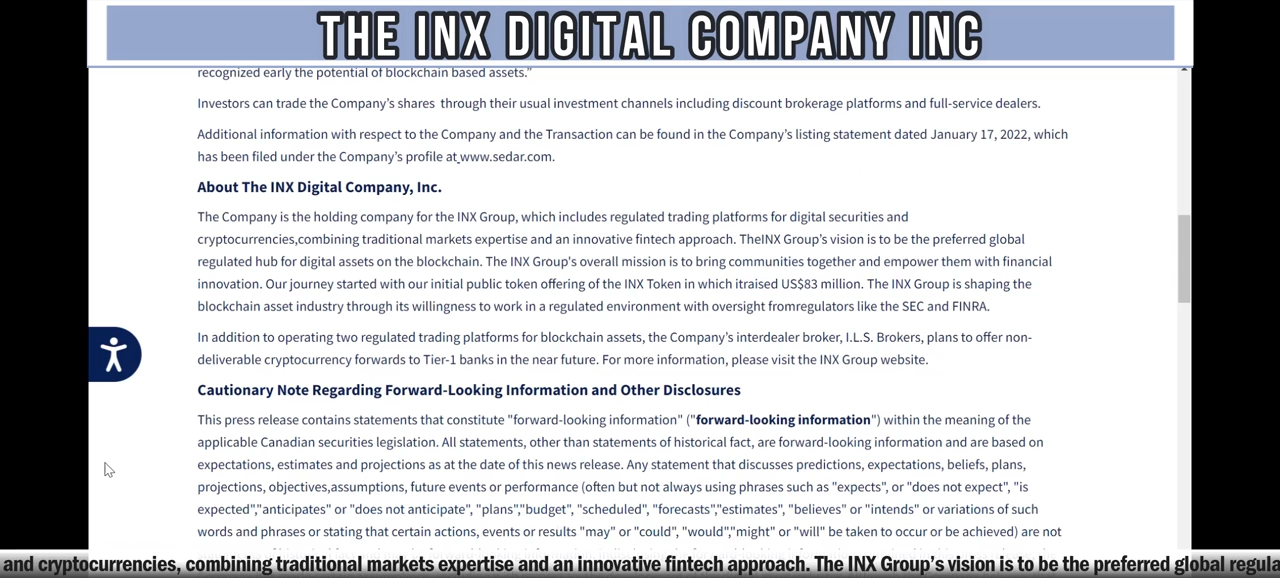 THE INX DIGITAL COMPANY INC
recognized early the potential of blockchain based assets."
Investors can trade the Company's shares through their usual investment channels including discount brokerage platforms and full-service dealers.
Additional information with respect to the Company and the Transaction can be found in the Company's listing statement dated January 17, 2022, which
has been filed under the Company's profile at www.sedar.com.
About The INX Digital Company, Inc.
The Company is the holding company for the INX Group, which includes regulated trading platforms for digital securities and
cryptocurrencies,combining traditional markets expertise and an innovative fintech approach. TheINX Group's vision is to be the preferred global
regulated hub for digital assets on the blockchain. The INX Group's overall mission is to bring communities together and empower them with financial
innovation. Our journey started with our initial public token offering of the INX Token in which itraised US$83 million. The INX Group is shaping the
blockchain asset industry through its willingness to work in a regulated environment with oversight fromregulators like the SEC and FINRA.
In addition to operating two regulated trading platforms for blockchain assets, the Company's interdealer broker, I.L.S. Brokers, plans to offer non-
deliverable cryptocurrency forwards to Tier-1 banks in the near future. For more information, please visit the INX Group website.
Cautionary Note Regarding Forward-Looking Information and Other Disclosures
This press release contains statements that constitute "forward-looking information" ("forward-looking information") within the meaning of the
applicable Canadian securities legislation. All statements, other than statements of historical fact, are forward-looking information and are based on
expectations, estimates and projections as at the date of this news release. Any statement that discusses predictions, expectations, beliefs, plans,
projections, objectives,assumptions, future events or performance (often but not always using phrases such as "expects", or "does not expect", "is
expected","anticipates" or "does not anticipate", "plans","budget", "scheduled", "forecasts","estimates", "believes" or "intends" or variations of such
words and phrases or stating that certain actions, events or results "may" or "could", "would","might" or "will" be taken to occur or be achieved) are not
and cryptocurrencies, combining traditional markets expertise and an innovative fintech approach. The INX Group's vision is to be the preferred global regula